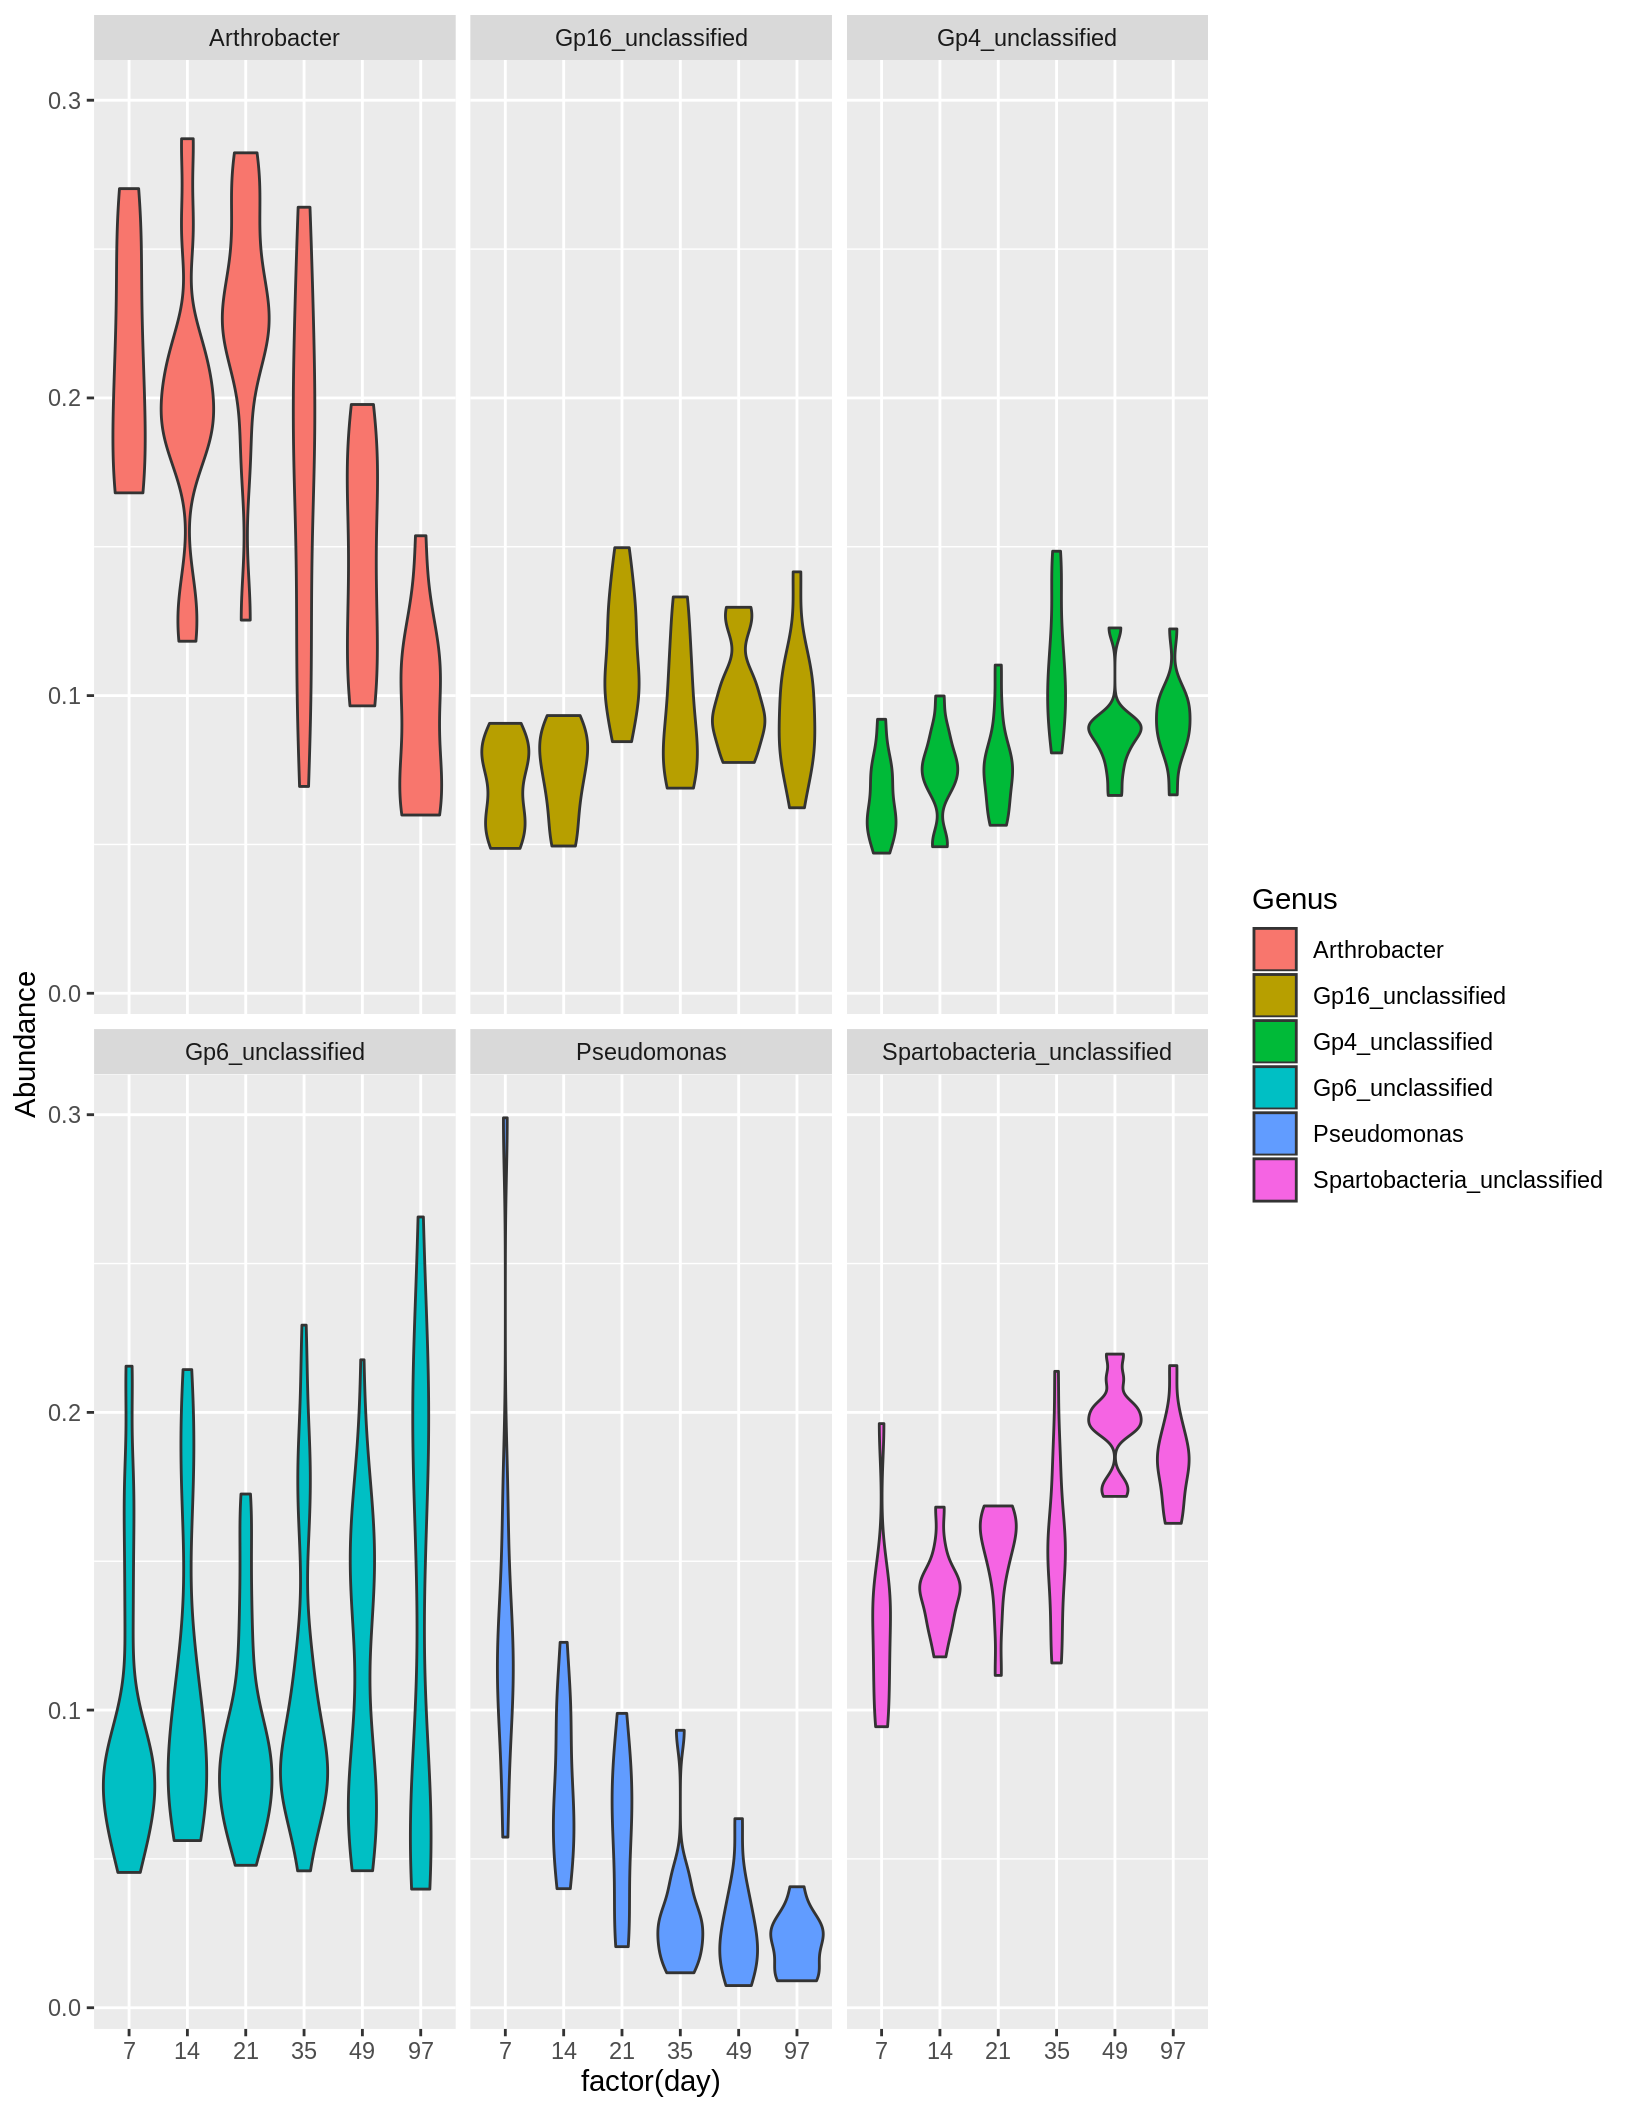 Arthrobacter Gp16_unclassified Gp4_unclassified
0.3
0.2
0.1
0.0
Abundance
Gp6_unclassified Pseudomonas Spartobacteria_unclassified
0.3
0.2
0.1
0.0
7 14 21 35 49 97 7 14 21 35 49 97 7 14 21 35 49 97
factor(day)
Genus
Arthrobacter
Gp16_unclassified
Gp4_unclassified
Gp6_unclassified
Pseudomonas
Spartobacteria_unclassified